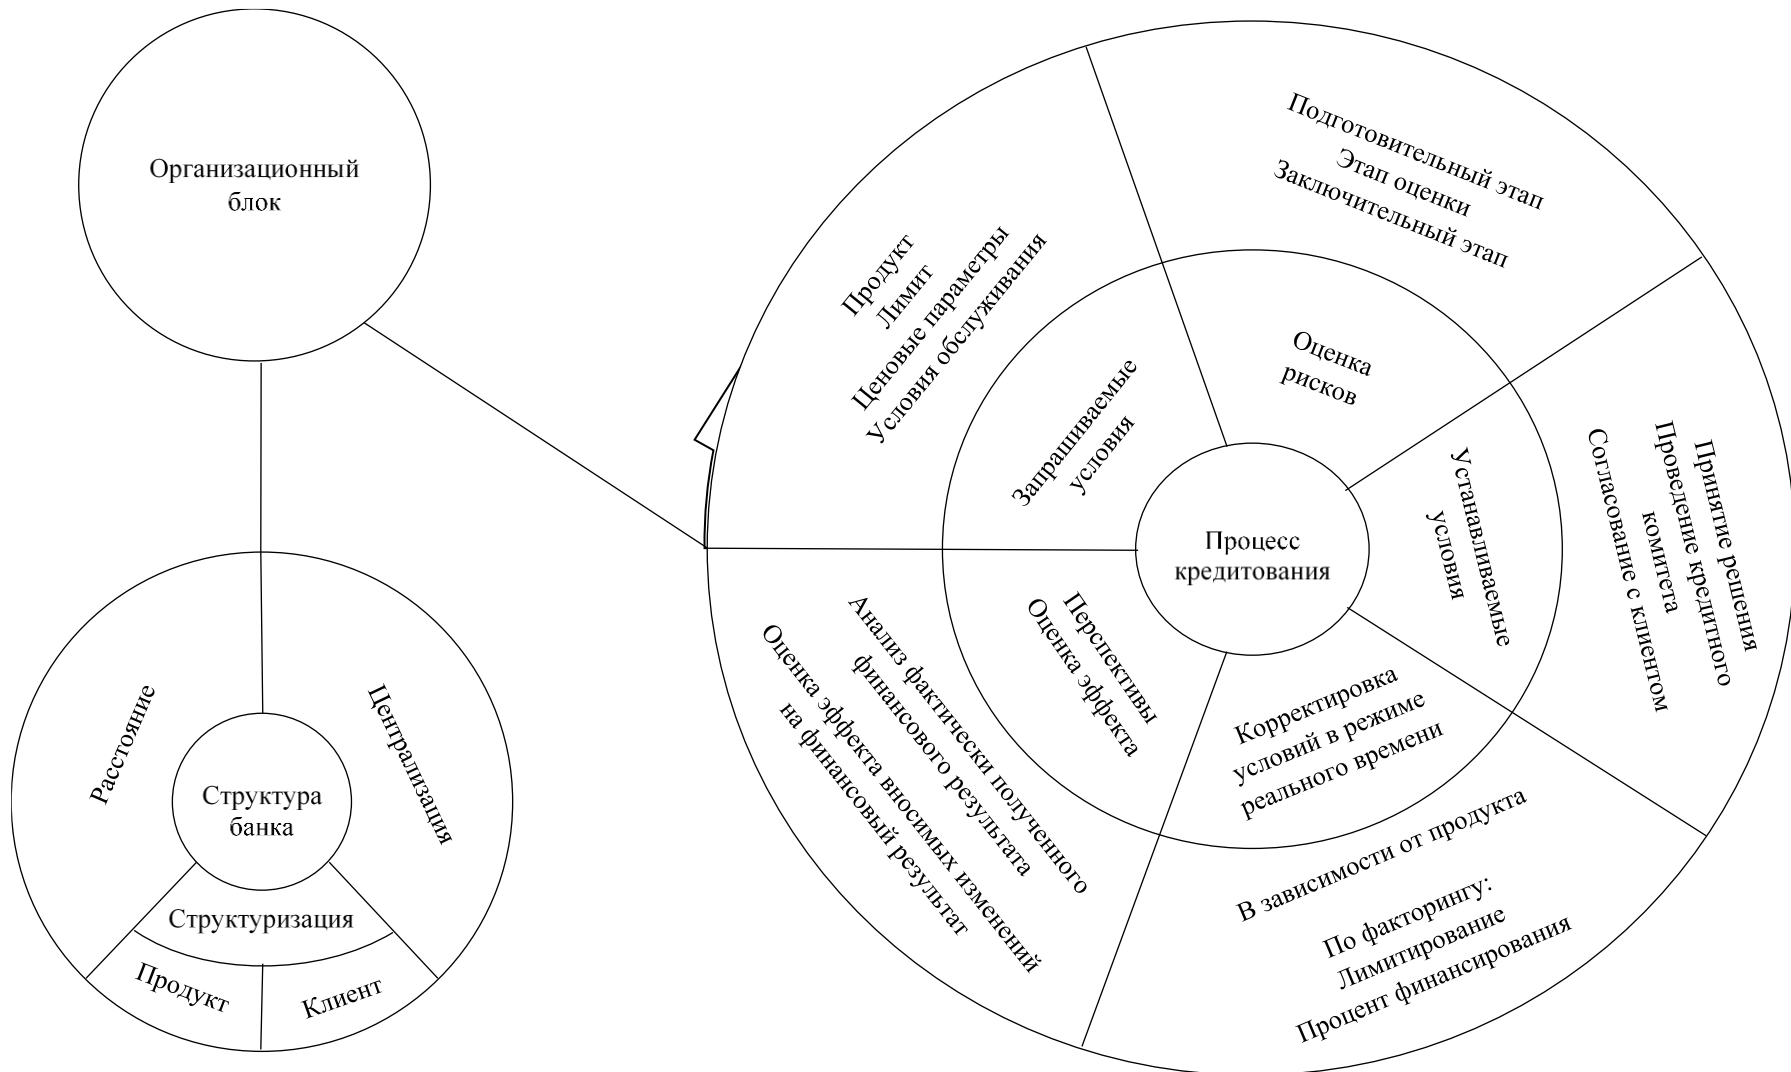 Организационный
блок
Расстояние
Централизация
Структура
банка
Структуризация
Продукт
Клиент
Процесс
кредитования
Запрашиваемые
условия
Продукт
Лимит
Ценовые параметры
Условия обслуживания
Оценка
рисков
Подготовительный этап
Этап оценки
Заключительный этап
Устанавливаемые
условия
Принятие решения
Проведение кредитного
комитета
Согласование с клиентом
Корректировка
условий в режиме
реального времени
В зависимости от продукта
По факторингу:
Лимитирование
Процент финансирования
Перспективы
Оценка эффекта
Анализ фактически полученного
финансового результата
Оценка эффекта вносимых изменений
на финансовый результат